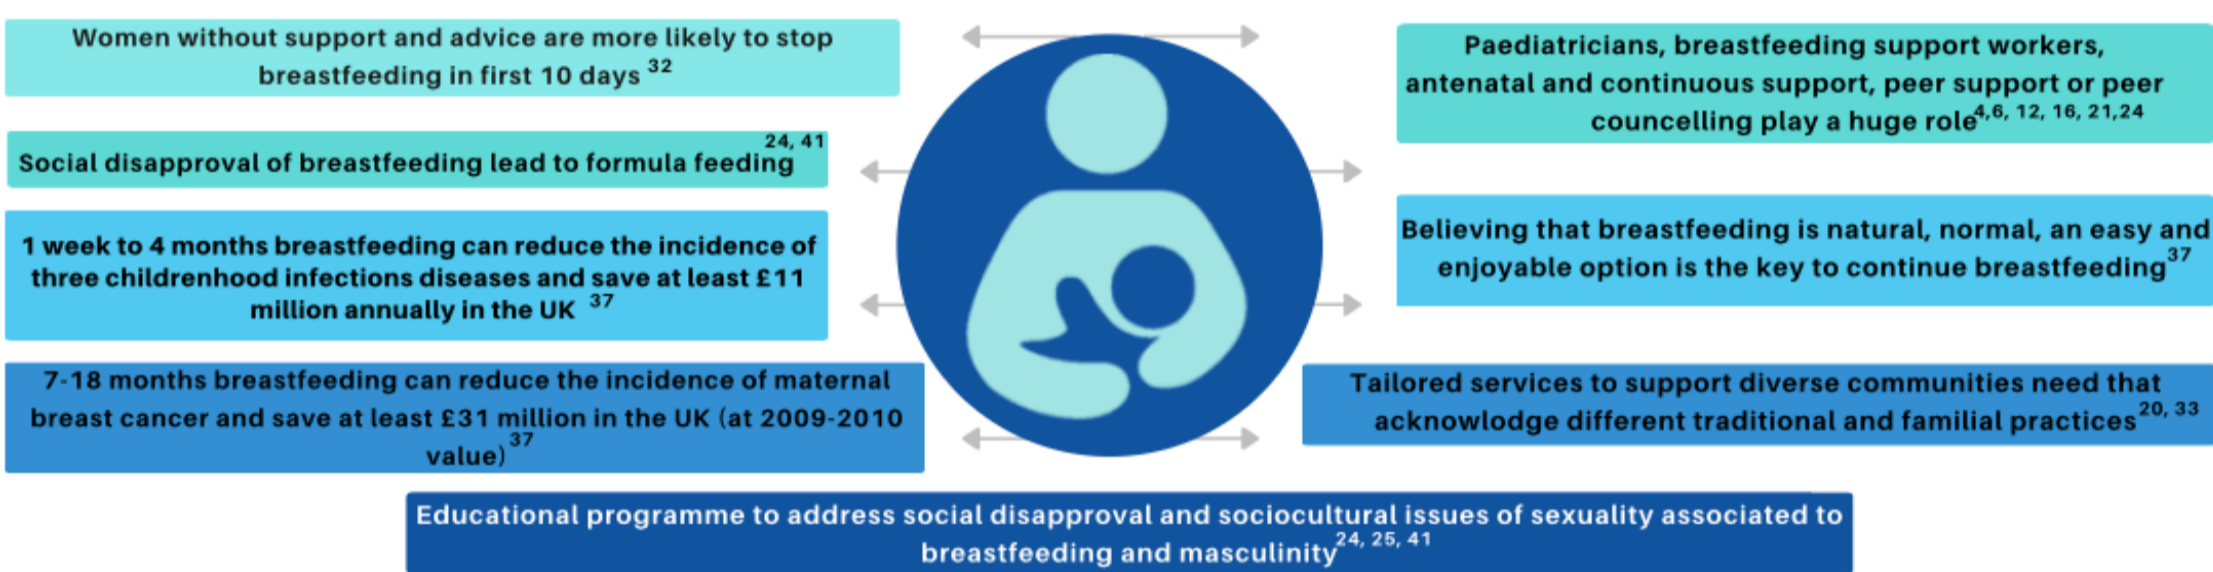 Women without support and advice are more likely to stop
breastfeeding in first 10 days 32
Social disapproval of breastfeeding lead to formula feeding 24, 41
1 week to 4 months breastfeeding can reduce the incidence of
three childrenhood infections diseases and save at least £11
million annually in the UK 37
7-18 months breastfeeding can reduce the incidence of maternal
breast cancer and save at least £31 million in the UK (at 2009-2010
value) 37
Paediatricians, breastfeeding support workers,
antenatal and continuous support, peer support or peer
councelling play a huge role 4,6, 12, 16, 21,24
Believing that breastfeeding is natural, normal, an easy and
enjoyable option is the key to continue breastfeeding 37
Tailored services to support diverse communities need that
acknowlodge different traditional and familial practices 20, 33
Educational programme to address social disapproval and sociocultural issues of sexuality associated to
breastfeeding and masculinity 24, 25, 41